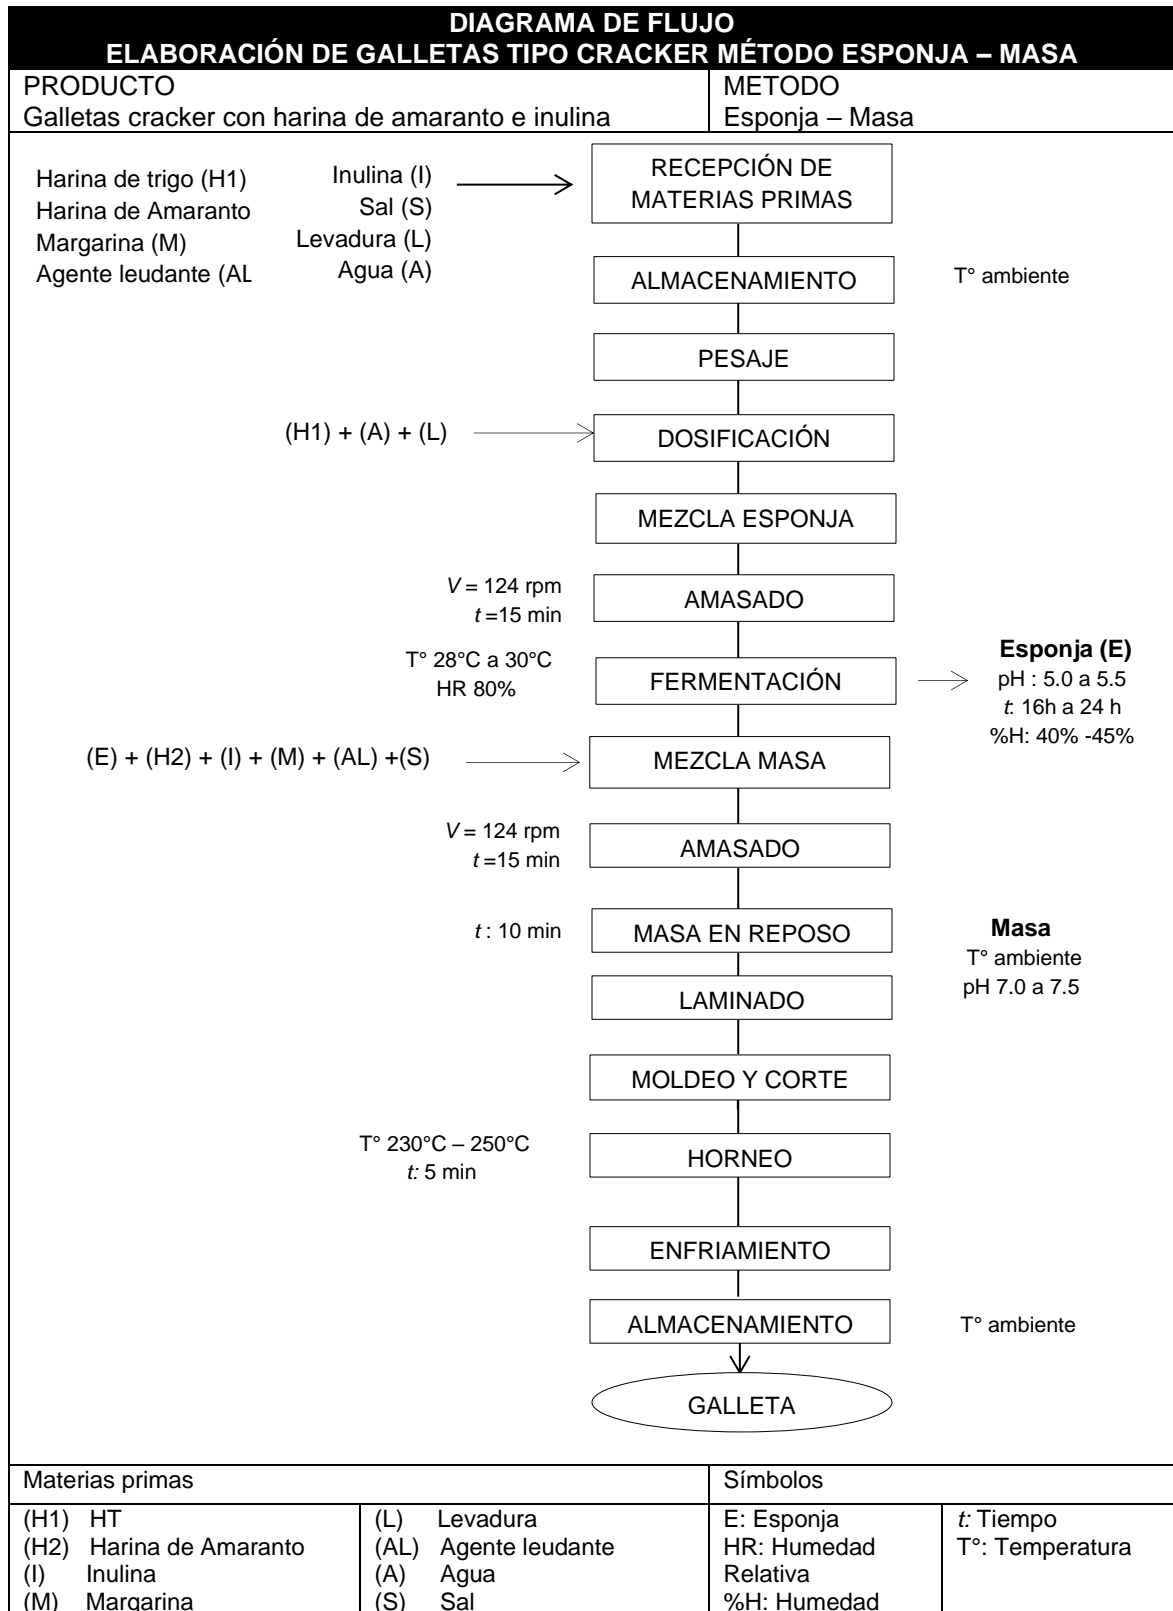 DIAGRAMA DE FLUJO
ELABORACIÓN DE GALLETAS TIPO CRACKER MÉTODO ESPONJA – MASA
PRODUCTO
Galletas cracker con harina de amaranto e inulina
METODO
Esponja – Masa
Harina de trigo (H1)
Harina de Amaranto
Margarina (M)
Agente leudante (AL
Inulina (I)
Sal (S)
Levadura (L)
Agua (A)
RECEPCIÓN DE
MATERIAS PRIMAS
ALMACENAMIENTO
T° ambiente
PESAJE
(H1) + (A) + (L)
DOSIFICACIÓN
MEZCLA ESPONJA
V = 124 rpm
t =15 min
AMASADO
T° 28°C a 30°C
HR 80%
FERMENTACIÓN
Esponja (E)
pH : 5.0 a 5.5
t: 16h a 24 h
%H: 40% -45%
(E) + (H2) + (I) + (M) + (AL) +(S)
MEZCLA MASA
V = 124 rpm
t =15 min
AMASADO
t : 10 min
MASA EN REPOSO
Masa
T° ambiente
pH 7.0 a 7.5
LAMINADO
MOLDEO Y CORTE
T° 230°C – 250°C
t: 5 min
HORNEO
ENFRIAMIENTO
ALMACENAMIENTO
T° ambiente
GALLETA
Materias primas
Símbolos
(H1) HT
(H2) Harina de Amaranto
(I) Inulina
(M) Margarina
(L) Levadura
(AL) Agente leudante
(A) Agua
(S) Sal
E: Esponja
HR: Humedad
Relativa
%H: Humedad
t: Tiempo
T°: Temperatura